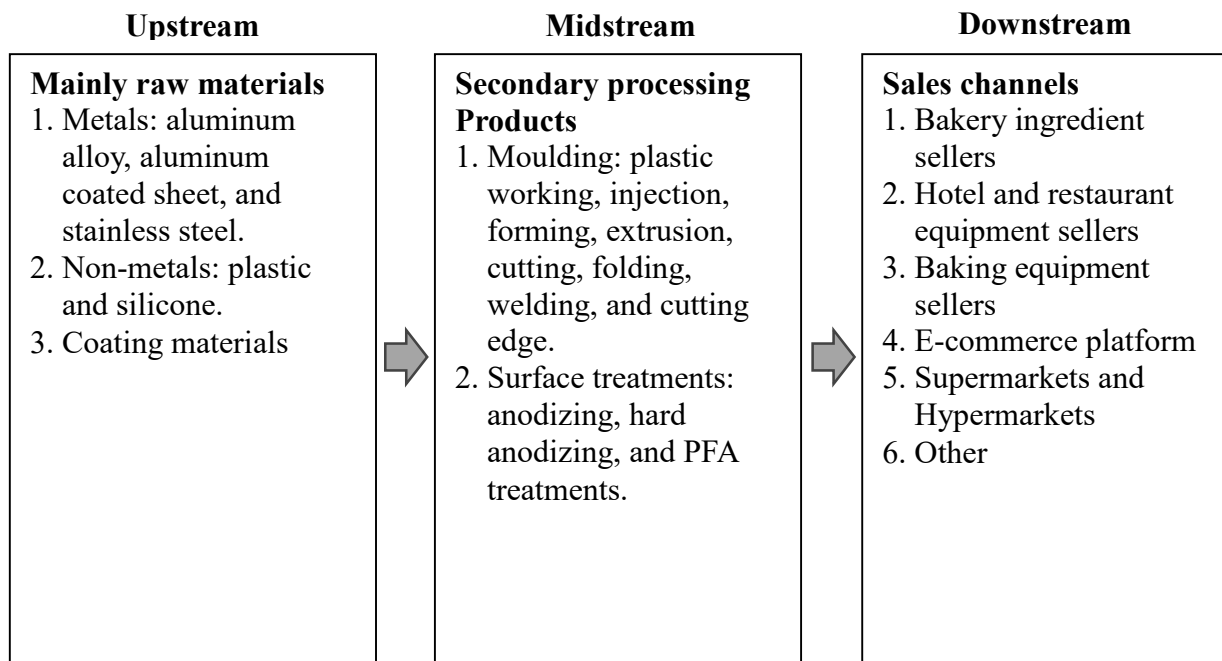 Upstream
Midstream
Downstream
Mainly raw materials
1. Metals: aluminum
alloy, aluminum
coated sheet, and
stainless steel.
2. Non-metals: plastic
and silicone.
3. Coating materials
Secondary processing
Products
1. Moulding: plastic
working, injection,
forming, extrusion,
cutting, folding,
welding, and cutting
edge.
2. Surface treatments:
anodizing, hard
anodizing, and PFA
treatments.
Sales channels
1. Bakery ingredient
sellers
2. Hotel and restaurant
equipment sellers
3. Baking equipment
sellers
4. E-commerce platform
5. Supermarkets and
Hypermarkets
6. Other